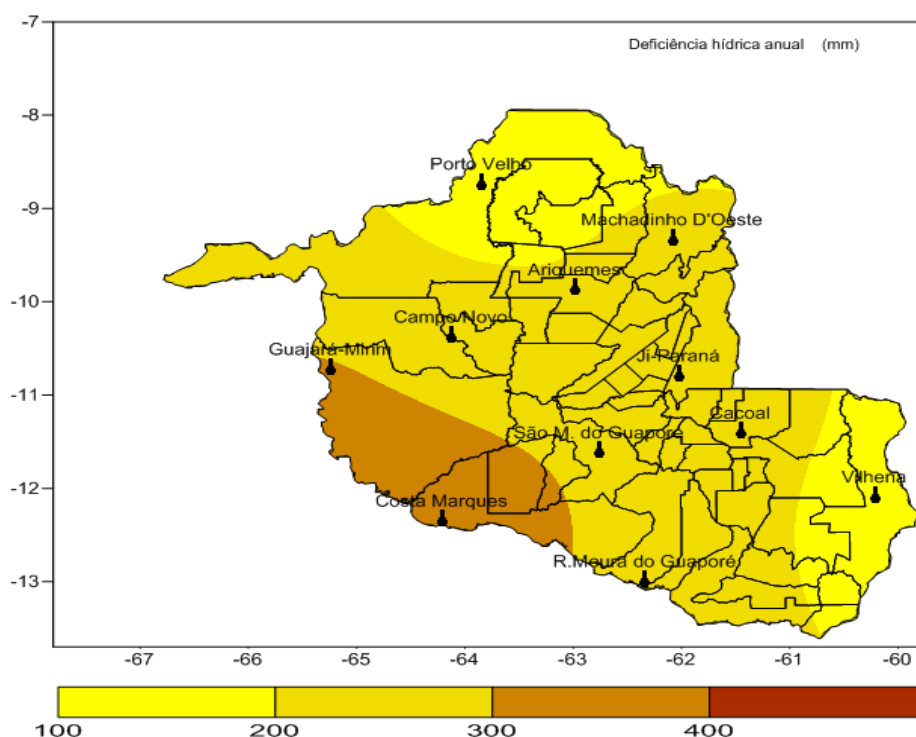 -7
Deficiência hídrica anual (mm)
-8
Porto Velho
-9
Machadinho D'Oeste
Ariquemes
-10
Campo Novo
Guajará-Mirim
Ji-Paraná
-11
Cacoal
São M. do Guaporé
Vilhena
-12
Costa Marques
R.Moura do Guaporé
-13
-67 -66 -65 -64 -63 -62 -61 -60
100 200 300 400